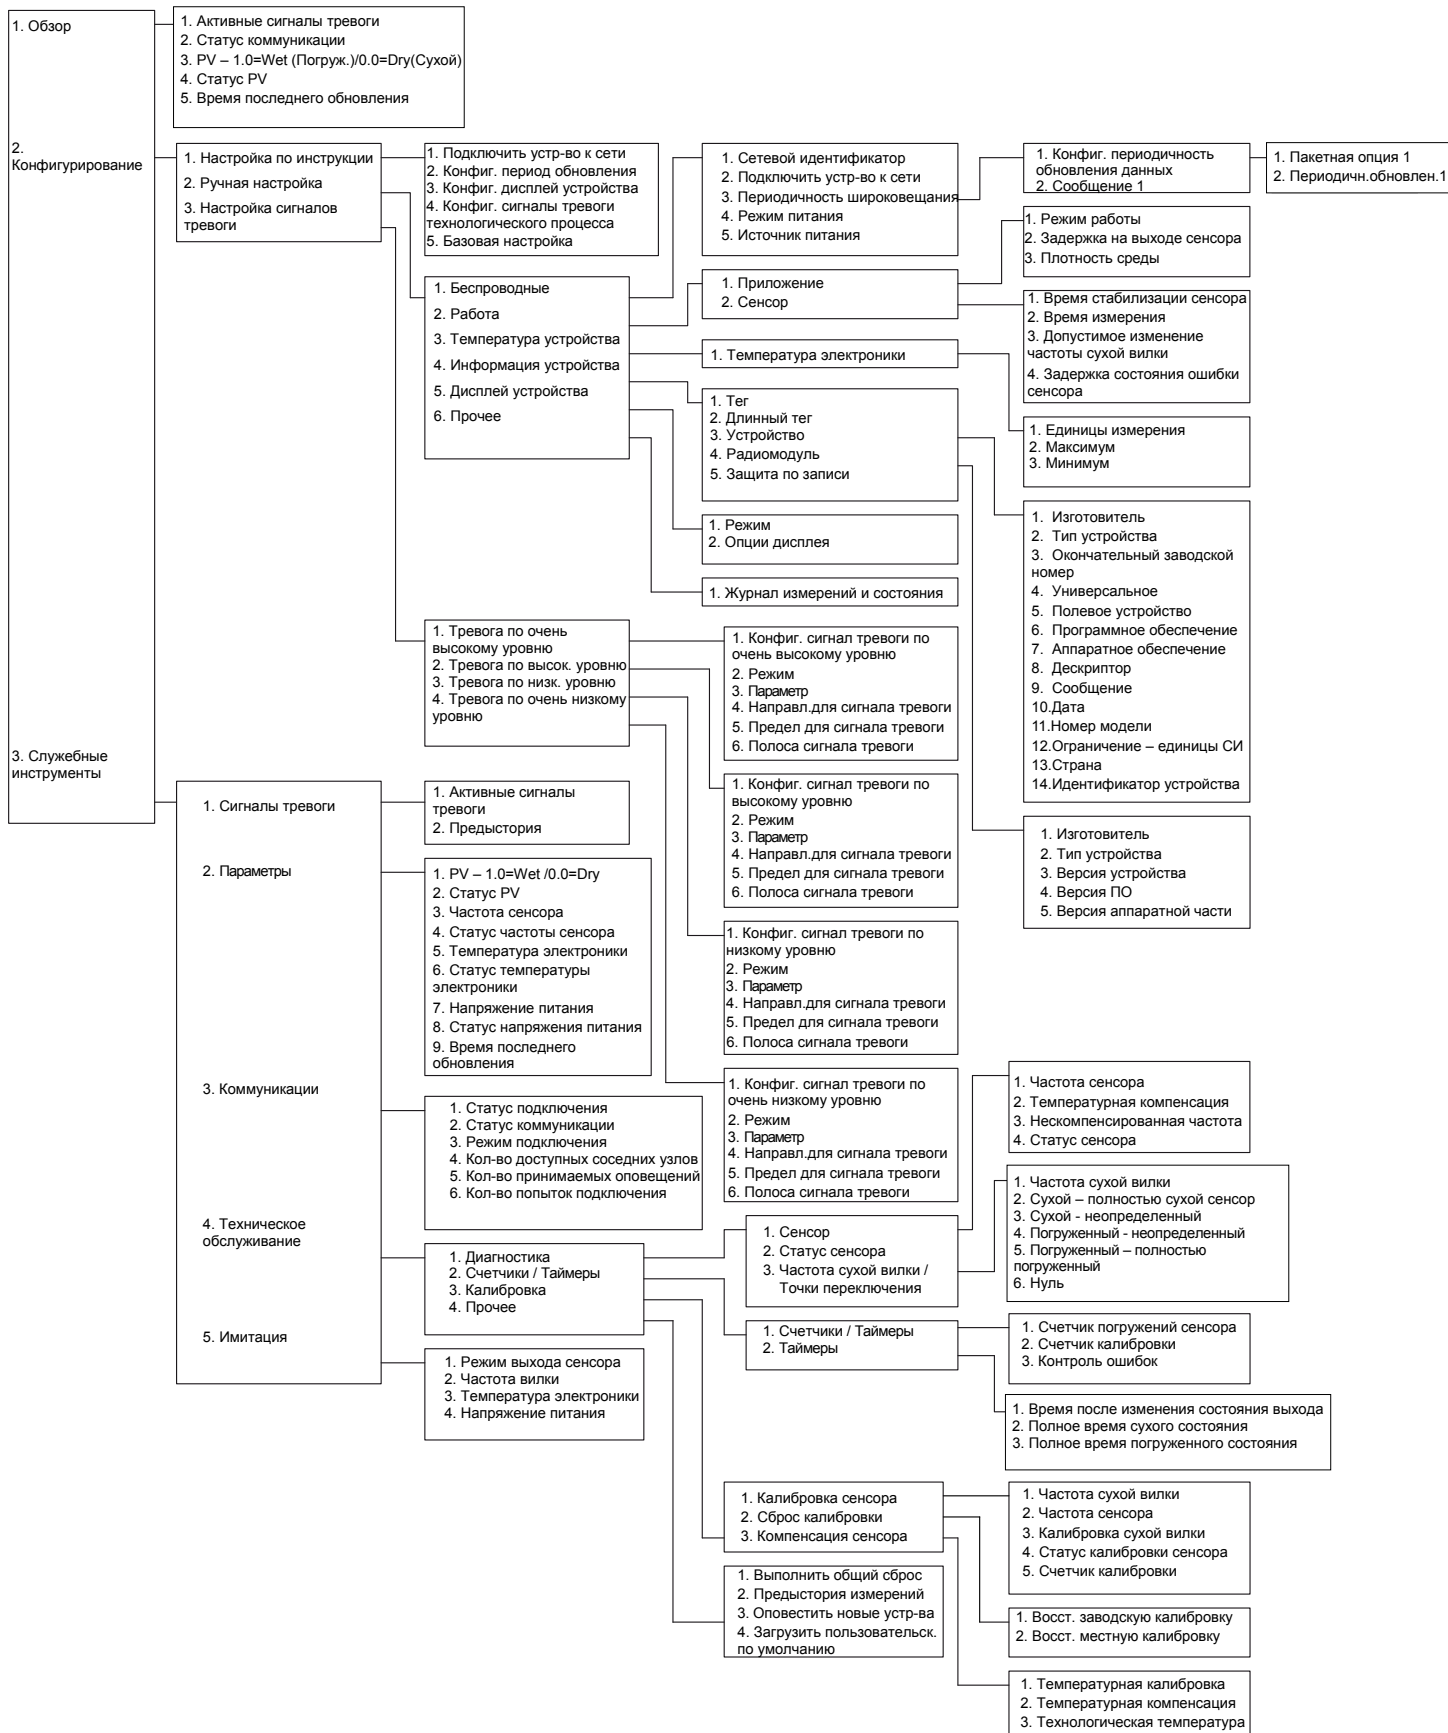 1. Обзор
2.
Конфигурирование
3. Служебные
инструменты
1. Активные сигналы тревоги
2. Статус коммуникации
3. PV – 1.0=Wet (Погруж.)/0.0=Dry(Сухой)
4. Статус PV
5. Время последнего обновления
1. Настройка по инструкции
2. Ручная настройка
3. Настройка сигналов
тревоги
1. Подключить устр-во к сети
2. Конфиг. период обновления
3. Конфиг. дисплей устройства
4. Конфиг. сигналы тревоги
технологического процесса
5. Базовая настройка
1. Сетевой идентификатор
2. Подключить устр-во к сети
3. Периодичность широковещания
4. Режим питания
5. Источник питания
1. Конфиг. периодичность
обновления данных
2. Сообщение 1
1. Пакетная опция 1
2. Периодичн.обновлен.1
1. Беспроводные
2. Работа
3. Температура устройства
4. Информация устройства
5. Дисплей устройства
6. Прочее
1. Приложение
2. Сенсор
1. Режим работы
2. Задержка на выходе сенсора
3. Плотность среды
1. Время стабилизации сенсора
2. Время измерения
3. Допустимое изменение
частоты сухой вилки
4. Задержка состояния ошибки
сенсора
1. Температура электроники
1. Единицы измерения
2. Максимум
3. Минимум
1. Тег
2. Длинный тег
3. Устройство
4. Радиомодуль
5. Защита по записи
1. Изготовитель
2. Тип устройства
3. Окончательный заводской
номер
4. Универсальное
5. Полевое устройство
6. Программное обеспечение
7. Аппаратное обеспечение
8. Дескриптор
9. Сообщение
10.Дата
11.Номер модели
12.Ограничение – единицы СИ
13.Страна
14.Идентификатор устройства
1. Изготовитель
2. Тип устройства
3. Версия устройства
4. Версия ПО
5. Версия аппаратной части
1. Режим
2. Опции дисплея
1. Журнал измерений и состояния
1. Тревога по очень
высокому уровню
2. Тревога по высок. уровню
3. Тревога по низк. уровню
4. Тревога по очень низкому
уровню
1. Конфиг. сигнал тревоги по
очень высокому уровню
2. Режим
3. Параметр
4. Направл.для сигнала тревоги
5. Предел для сигнала тревоги
6. Полоса сигнала тревоги
1. Конфиг. сигнал тревоги по
высокому уровню
2. Режим
3. Параметр
4. Направл.для сигнала тревоги
5. Предел для сигнала тревоги
6. Полоса сигнала тревоги
1. Конфиг. сигнал тревоги по
низкому уровню
2. Режим
3. Параметр
4. Направл.для сигнала тревоги
5. Предел для сигнала тревоги
6. Полоса сигнала тревоги
1. Конфиг. сигнал тревоги по
очень низкому уровню
2. Режим
3. Параметр
4. Направл.для сигнала тревоги
5. Предел для сигнала тревоги
6. Полоса сигнала тревоги
1. Сигналы тревоги
2. Параметры
3. Коммуникации
4. Техническое
обслуживание
5. Имитация
1. Активные сигналы
тревоги
2. Предыстория
1. PV – 1.0=Wet /0.0=Dry
2. Статус PV
3. Частота сенсора
4. Статус частоты сенсора
5. Температура электроники
6. Статус температуры
электроники
7. Напряжение питания
8. Статус напряжения питания
9. Время последнего
обновления
1. Статус подключения
2. Статус коммуникации
3. Режим подключения
4. Кол-во доступных соседних узлов
5. Кол-во принимаемых оповещений
6. Кол-во попыток подключения
1. Диагностика
2. Счетчики / Таймеры
3. Калибровка
4. Прочее
1. Режим выхода сенсора
2. Частота вилки
3. Температура электроники
4. Напряжение питания
1. Сенсор
2. Статус сенсора
3. Частота сухой вилки /
Точки переключения
1. Частота сенсора
2. Температурная компенсация
3. Нескомпенсированная частота
4. Статус сенсора
1. Частота сухой вилки
2. Сухой – полностью сухой сенсор
3. Сухой - неопределенный
4. Погруженный - неопределенный
5. Погруженный – полностью
погруженный
6. Нуль
1. Счетчики / Таймеры
2. Таймеры
1. Счетчик погружений сенсора
2. Счетчик калибровки
3. Контроль ошибок
1. Время после изменения состояния выхода
2. Полное время сухого состояния
3. Полное время погруженного состояния
1. Калибровка сенсора
2. Сброс калибровки
3. Компенсация сенсора
1. Частота сухой вилки
2. Частота сенсора
3. Калибровка сухой вилки
4. Статус калибровки сенсора
5. Счетчик калибровки
1. Восст. заводскую калибровку
2. Восст. местную калибровку
1. Температурная калибровка
2. Температурная компенсация
3. Технологическая температура
1. Выполнить общий сброс
2. Предыстория измерений
3. Оповестить новые устр-ва
4. Загрузить пользовательск.
по умолчанию